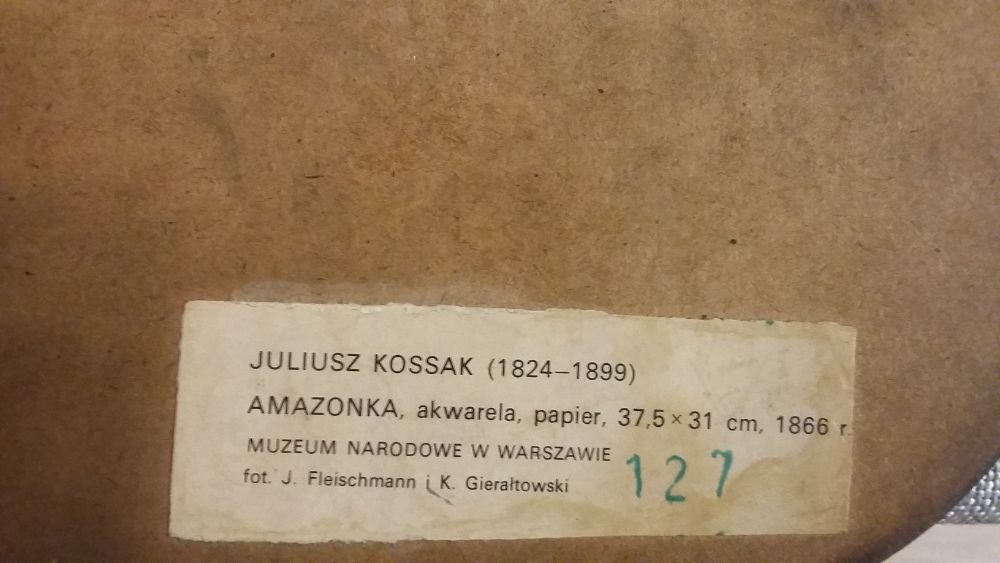 JULIUSZ KOSSAK (1824–1899)
AMAZONKA, akwarela, papier, 37,5 × 31 cm, 1866 r.
MUZEUM NARODOWE W WARSZAWIE
fot. J. Fleischmann i K. Gierałtowski
127